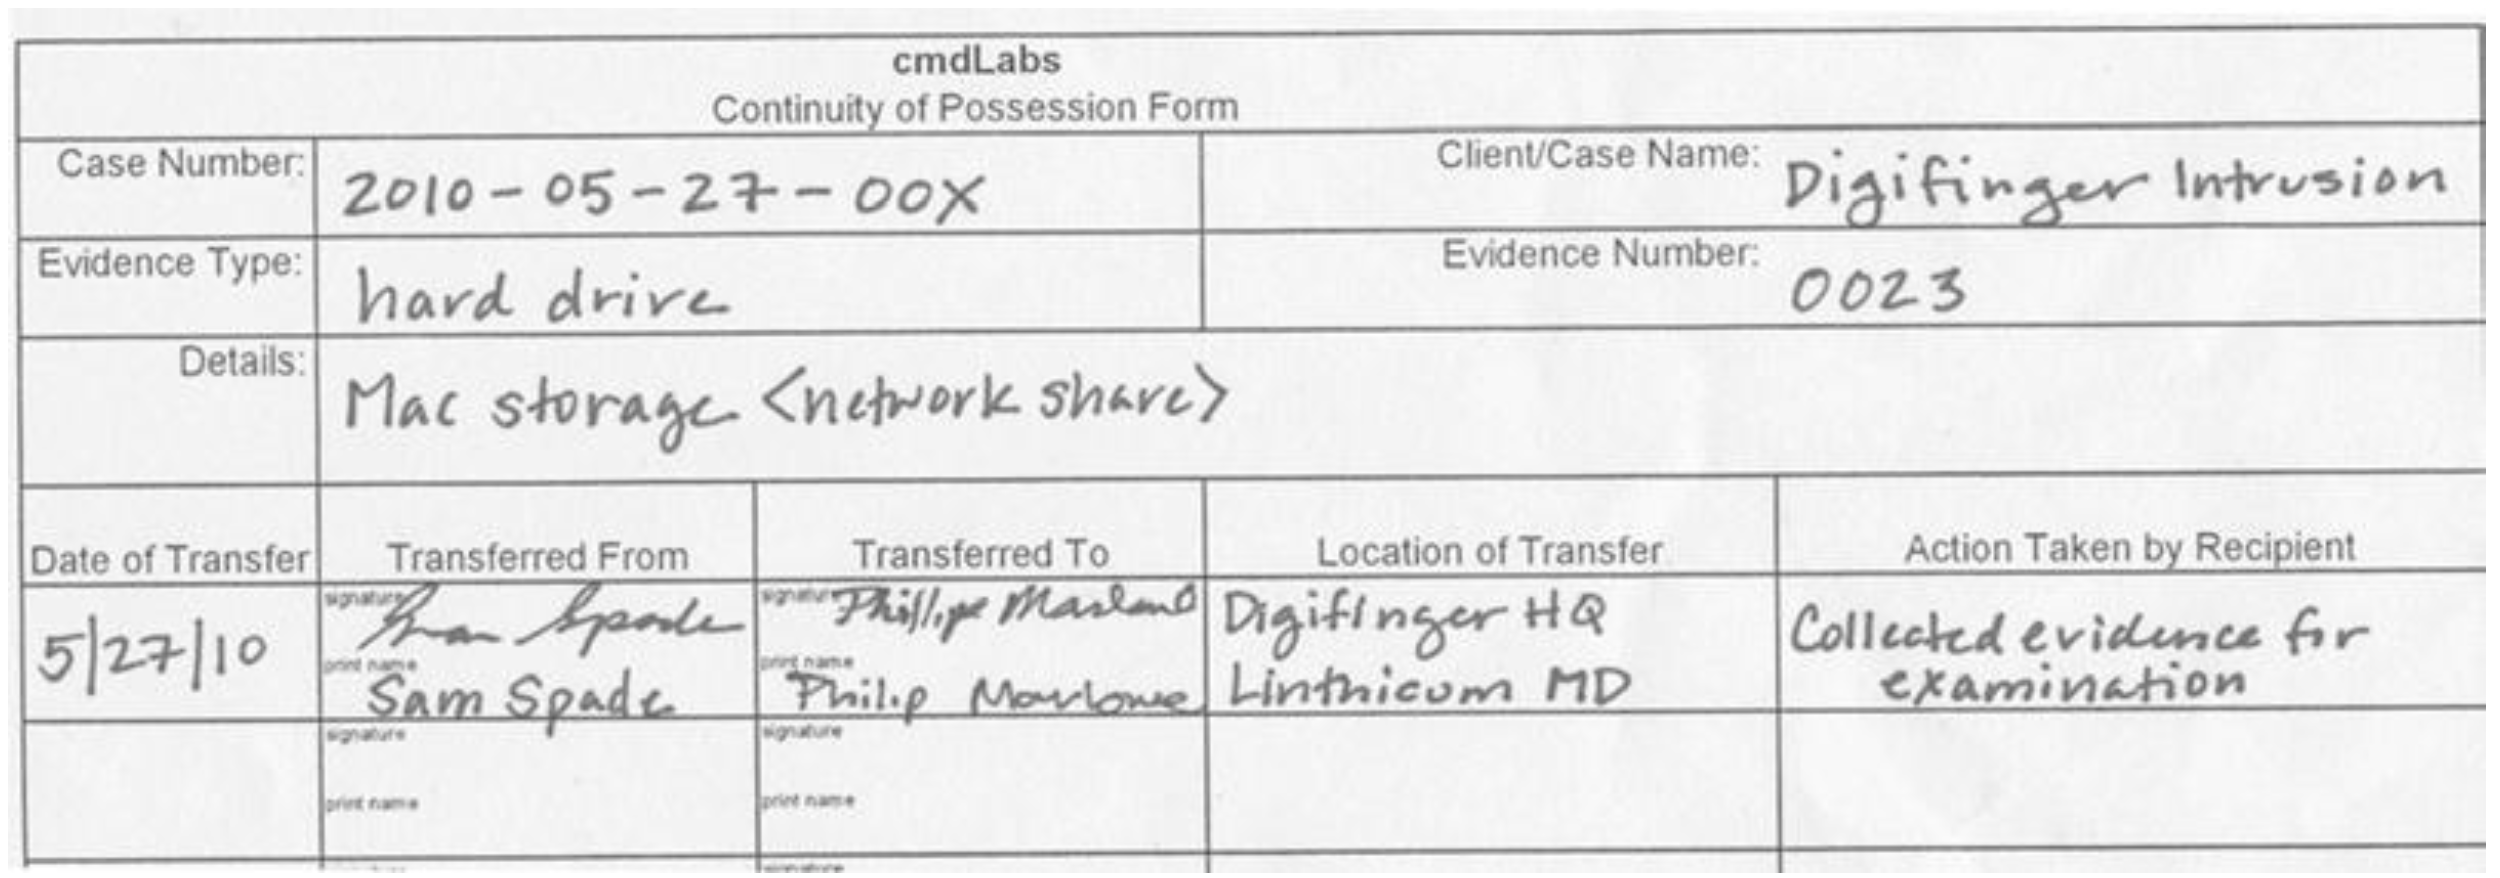 cmdLabs
Continuity of Possession Form
Case Number: 2010-05-27-00X Client/Case Name: Digifinger Intrusion
Evidence Type: hard drive Evidence Number: 0023
Details: Mac storage <network share>
Date of Transfer Transferred From Transferred To Location of Transfer Action Taken by Recipient
signature Sam Spade signature Phillip Digifinger HQ Collected evidence for
5/27/10
print name Sam Spade print name Philip Marlowe Linthicum MD examination
signature signature
print name print name
signature signature